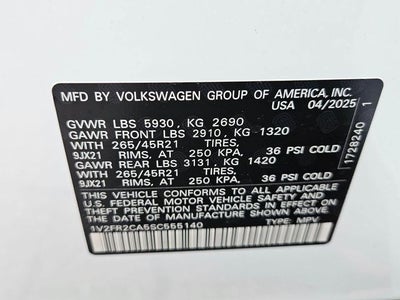 MFD BY VOLKSWAGEN GROUP OF AMERICA, INC.
USA 04/2025
GVWR LBS 5930, KG 2690
GAWR FRONT LBS 2910, KG 1320
WITH 265/45R21 TIRES,
9JX21 RIMS, AT 250 KPA. 36 PSI COLD
GAWR REAR LBS 3131, KG 1420
WITH 265/45R21 TIRES,
9JX21 RIMS, AT 250 KPA. 36 PSI COLD
THIS VEHICLE CONFORMS TO ALL APPLICABLE
U.S. FEDERAL MOTOR VEHICLE SAFETY AND
THEFT PREVENTION STANDARDS IN EFFECT ON THE
DATE OF MANUFACTURE SHOWN ABOVE.
TYPE: MPV
1728240 1